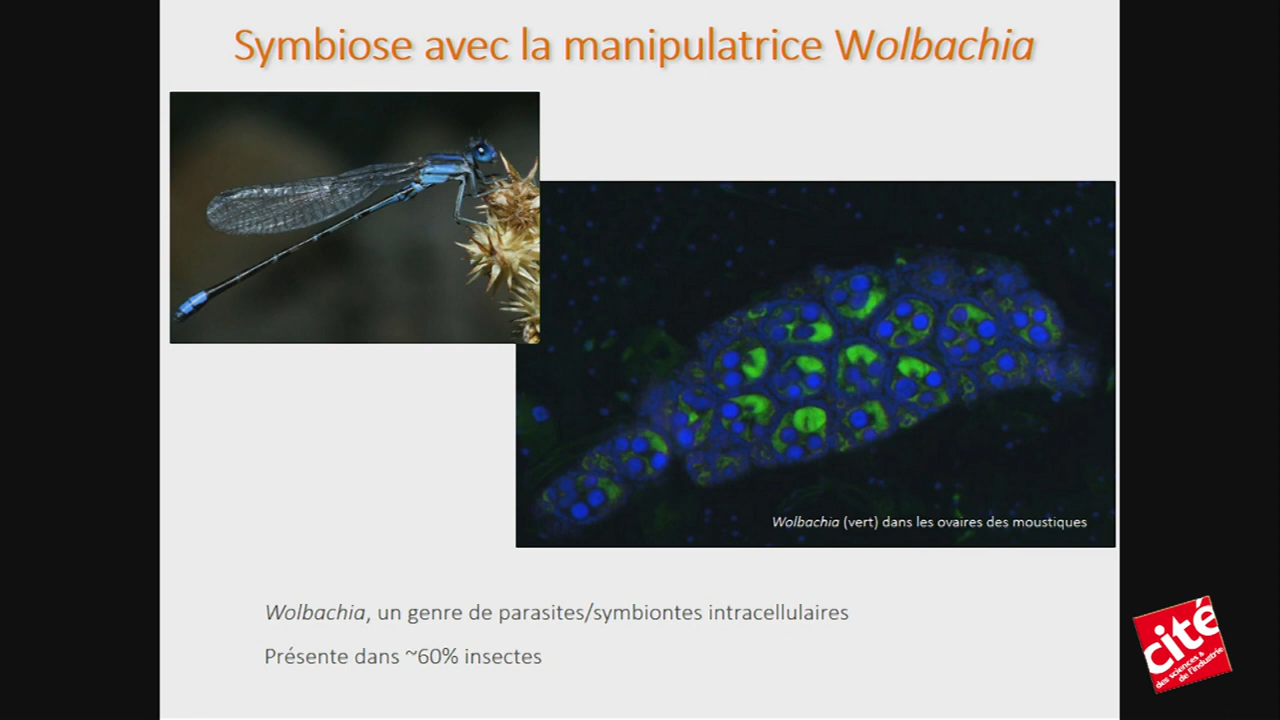 Symbiose avec la manipulatrice Wolbachia
Wolbachia (vert) dans les ovaires des moustiques
Wolbachia, un genre de parasites/symbiontes intracellulaires
Présente dans ~60% insectes
cité
des sciences &
de l'industrie